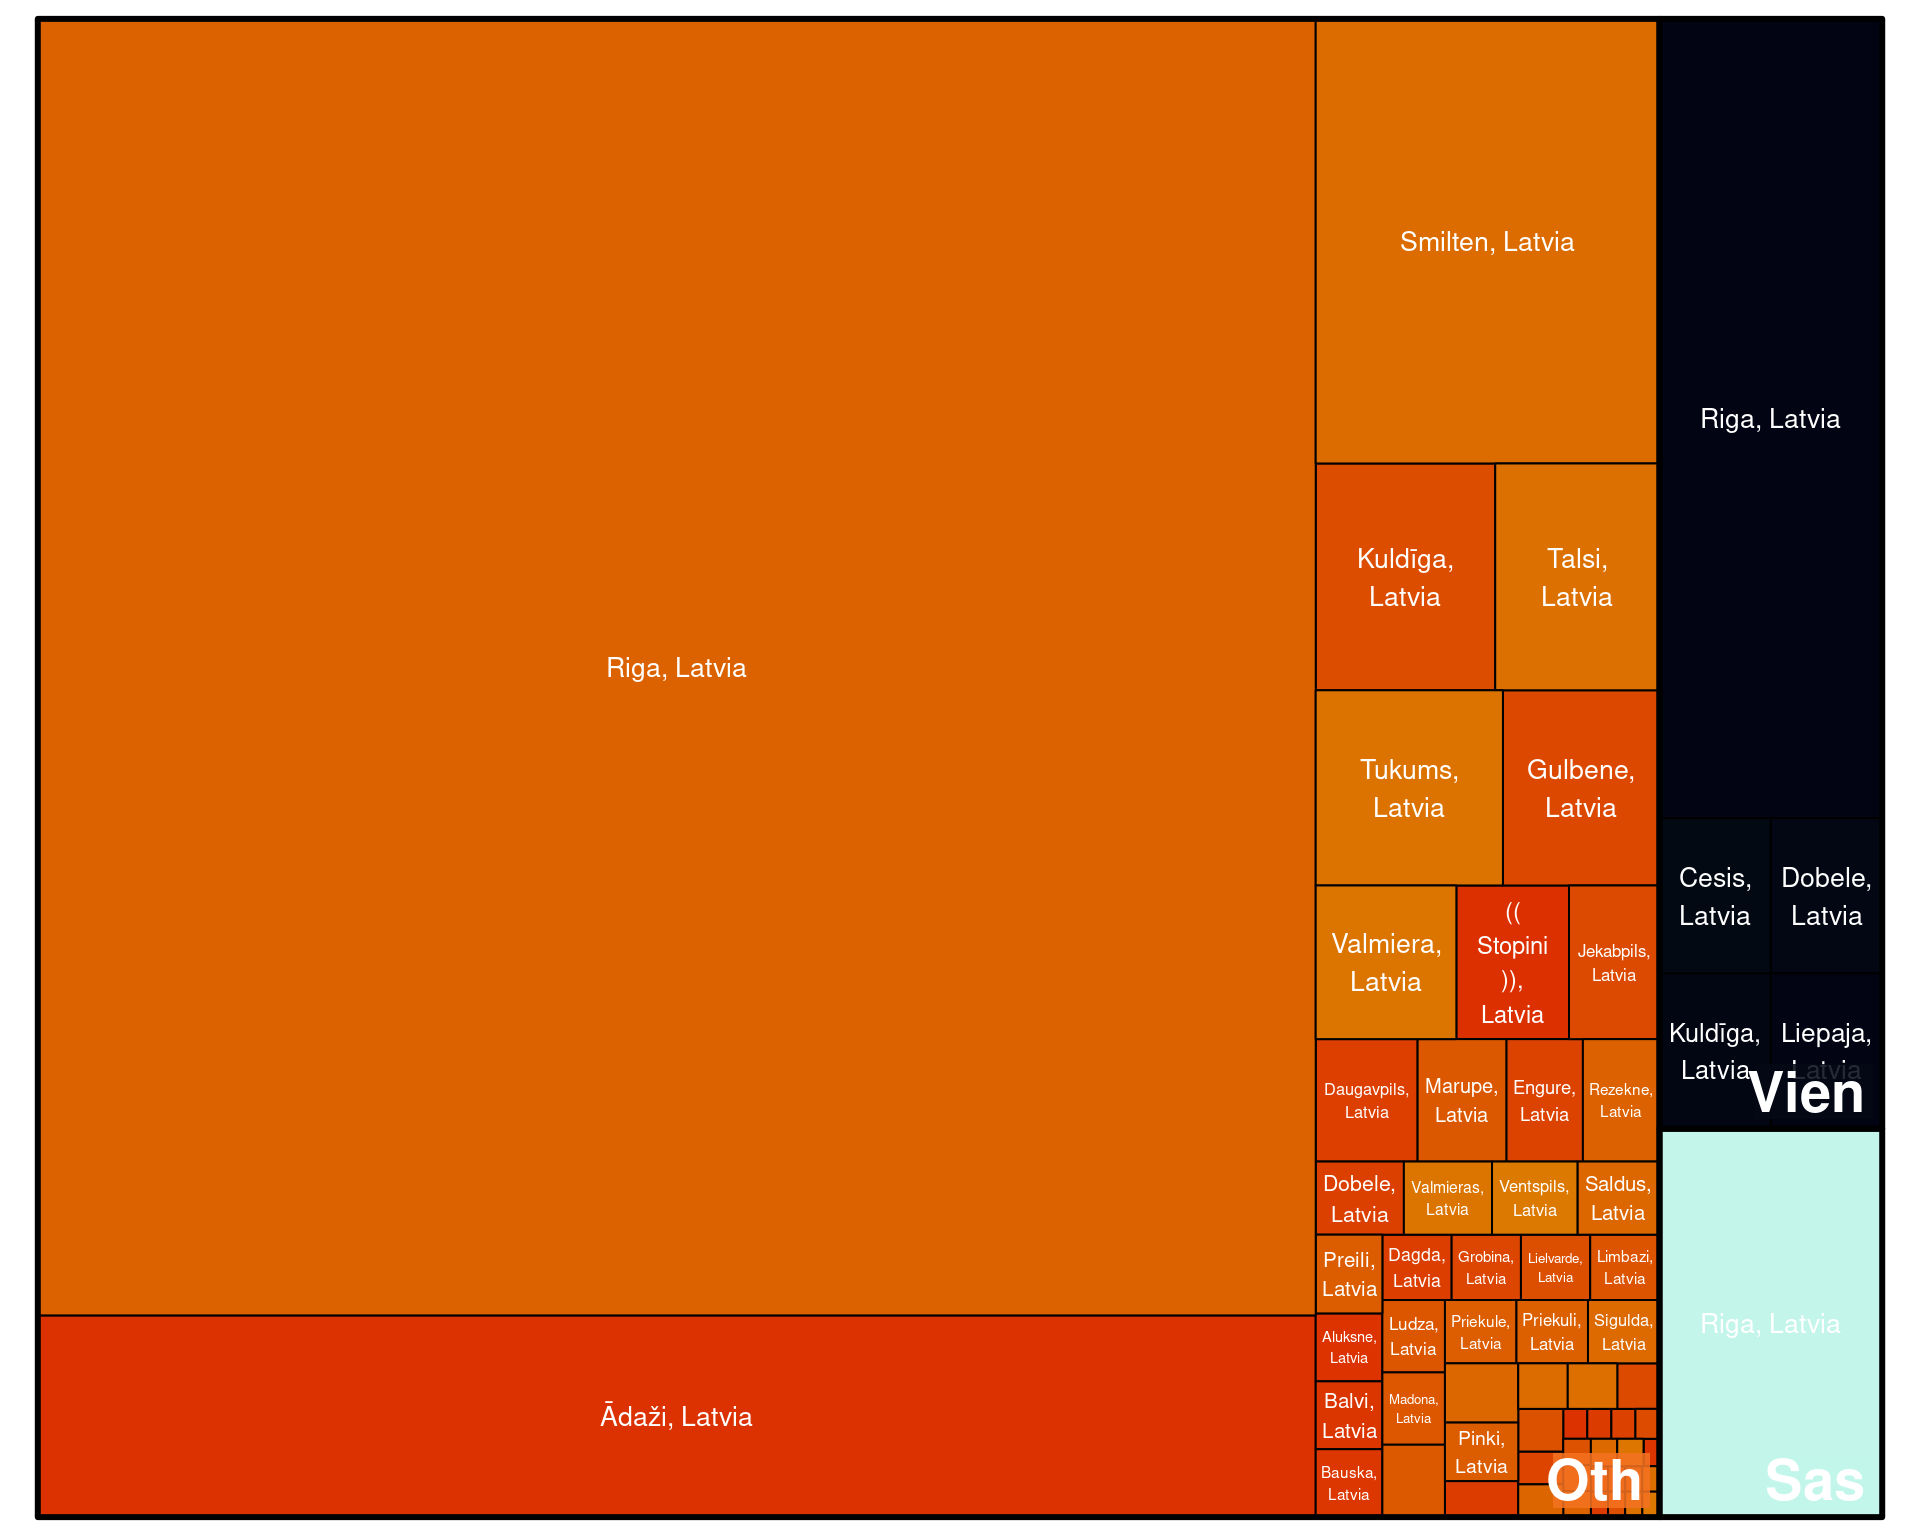 Riga, Latvia
Ādaži, Latvia
Smilten, Latvia
Kuldīga,
Latvia
Talsi,
Latvia
Tukums,
Latvia
Gulbene,
Latvia
Valmiera,
Latvia
((
Stopini
)),
Latvia
Jekabpils,
Latvia
Daugavpils,
Latvia
Marupe,
Latvia
Engure,
Latvia
Rezekne,
Latvia
Dobele,
Latvia
Valmieras,
Latvia
Ventspils,
Latvia
Saldus,
Latvia
Preili,
Latvia
Dagda,
Latvia
Grobina,
Latvia
Lielvarde,
Latvia
Limbazi,
Latvia
Aluksne,
Latvia
Ludza,
Latvia
Priekule,
Latvia
Priekuli,
Latvia
Sigulda,
Latvia
Balvi,
Latvia
Madona,
Latvia
Pinki,
Latvia
Bauska,
Latvia
Oth
Riga, Latvia
Cesis,
Latvia
Dobele,
Latvia
Kuldīga,
Latvia
Liepaja,
Latvia
Vien
Riga, Latvia
Sas